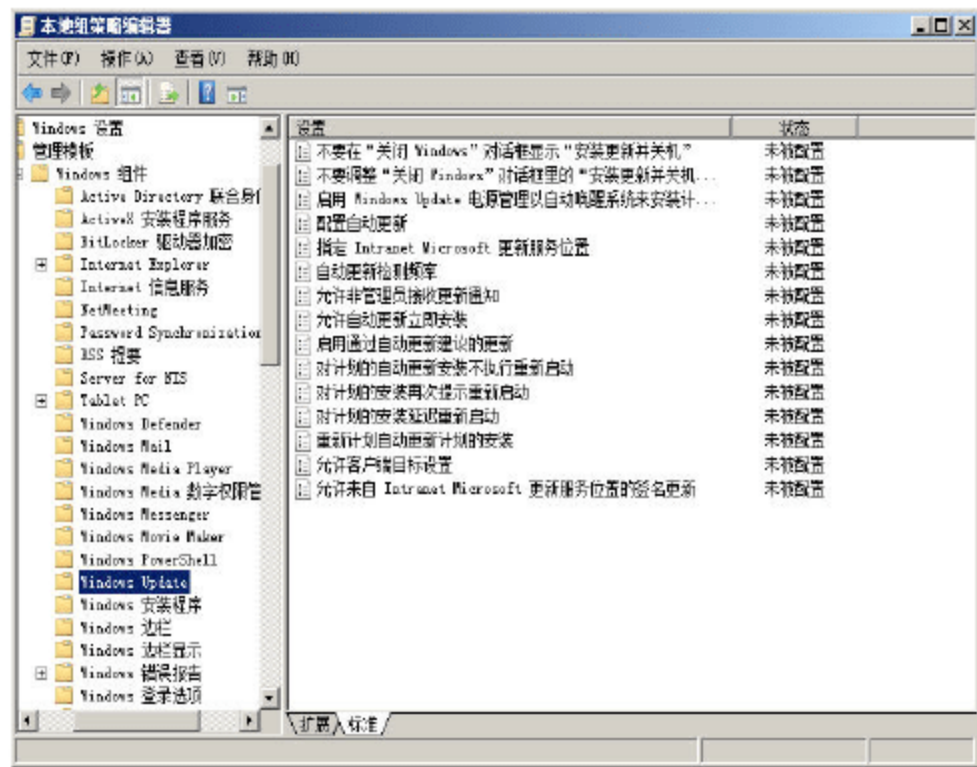 本地组策略编辑器
文件(F) 操作(A) 查看(V) 帮助(H)
Windows 设置
管理模板
Windows 组件
Active Directory 联合身
ActiveX 安装程序服务
BitLocker 驱动器加密
Internet Explorer
Internet 信息服务
NetMeeting
Password Synchronization
RSS 提要
Server for NIS
Tablet PC
Windows Defender
Windows Mail
Windows Media Player
Windows Media 数字权限管
Windows Messenger
Windows Movie Maker
Windows PowerShell
Windows Update
Windows 安装程序
Windows 边栏
Windows 边栏显示
Windows 错误报告
Windows 登录选项
设置 状态
不要在“关闭 Windows”对话框显示“安装更新并关机” 未被配置
不要调整“关闭 Windows”对话框里的“安装更新并关机... 未被配置
启用 Windows Update 电源管理以自动唤醒系统来安装计... 未被配置
配置自动更新 未被配置
指定 Intranet Microsoft 更新服务位置 未被配置
自动更新检测频率 未被配置
允许非管理员接收更新通知 未被配置
允许自动更新立即安装 未被配置
启用通过自动更新建议的更新 未被配置
对计划的自动更新安装不执行重新启动 未被配置
对计划的安装再次提示重新启动 未被配置
对计划的安装延迟重新启动 未被配置
重新计划自动更新计划的安装 未被配置
允许客户端目标设置 未被配置
允许来自 Intranet Microsoft 更新服务位置的签名更新 未被配置
扩展 标准